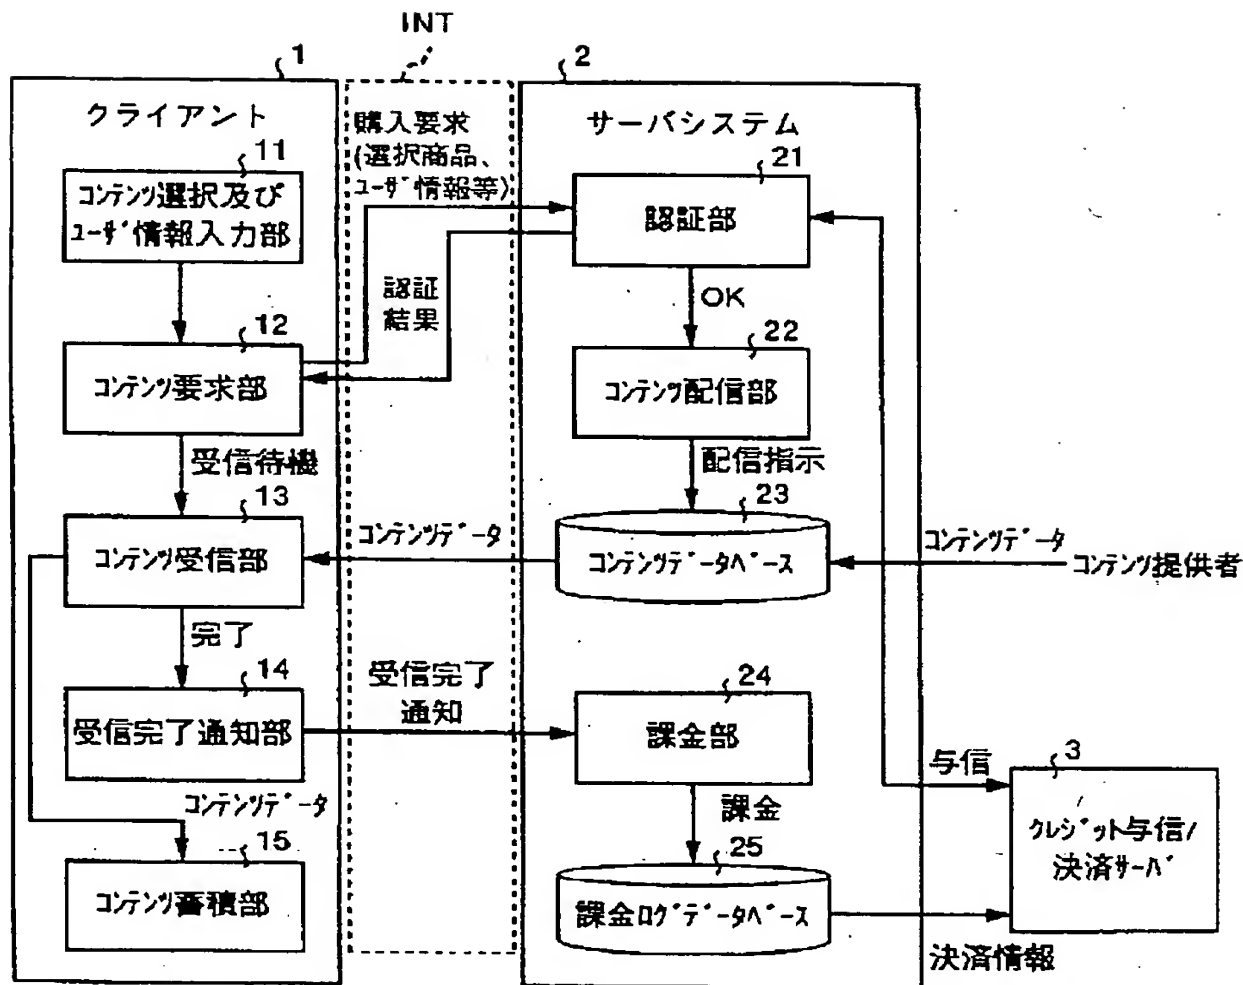 INT
1
2
クライアント
購入要求
(選択商品、
ユーザ情報等)
サーバシステム
11
コンテンツ選択及び
ユーザ情報入力部
21
認証部
認証
結果
OK
12
コンテンツ要求部
22
コンテンツ配信部
受信待機
配信指示
13
コンテンツ受信部
コンテンツデータ
23
コンテンツデータベース
コンテンツデータ
コンテンツ提供者
完了
14
受信完了通知部
受信完了
通知
24
課金部
与信
3
クレジット与信/
決済サーバ
コンテンツデータ
課金
15
コンテンツ蓄積部
25
課金ログデータベース
決済情報